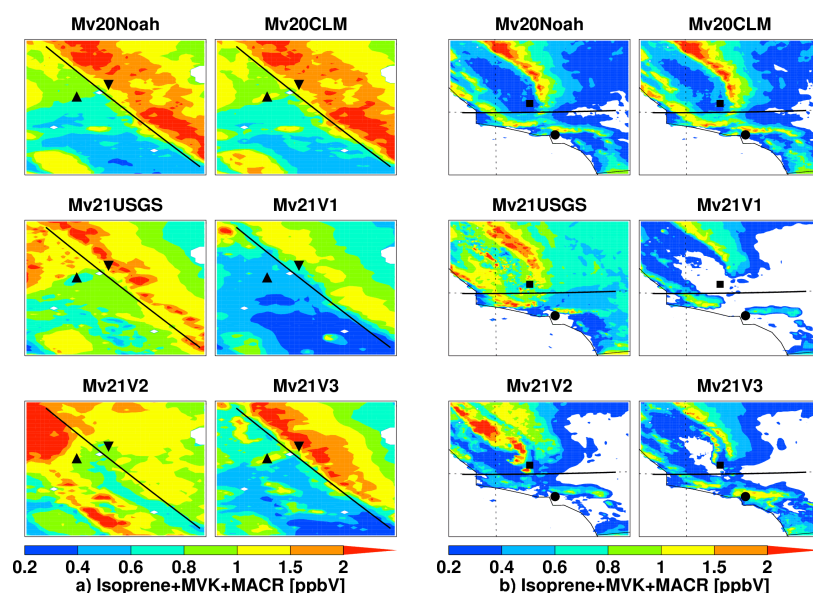 Mv20Noah Mv20CLM Mv20Noah Mv20CLM
Mv21USGS Mv21V1 Mv21USGS Mv21V1
Mv21V2 Mv21V3 Mv21V2 Mv21V3
0.2 0.4 0.6 0.8 1 1.5 2 0.2 0.4 0.6 0.8 1 1.5 2
a) Isoprene+MVK+MACR [ppbV] b) Isoprene+MVK+MACR [ppbV]